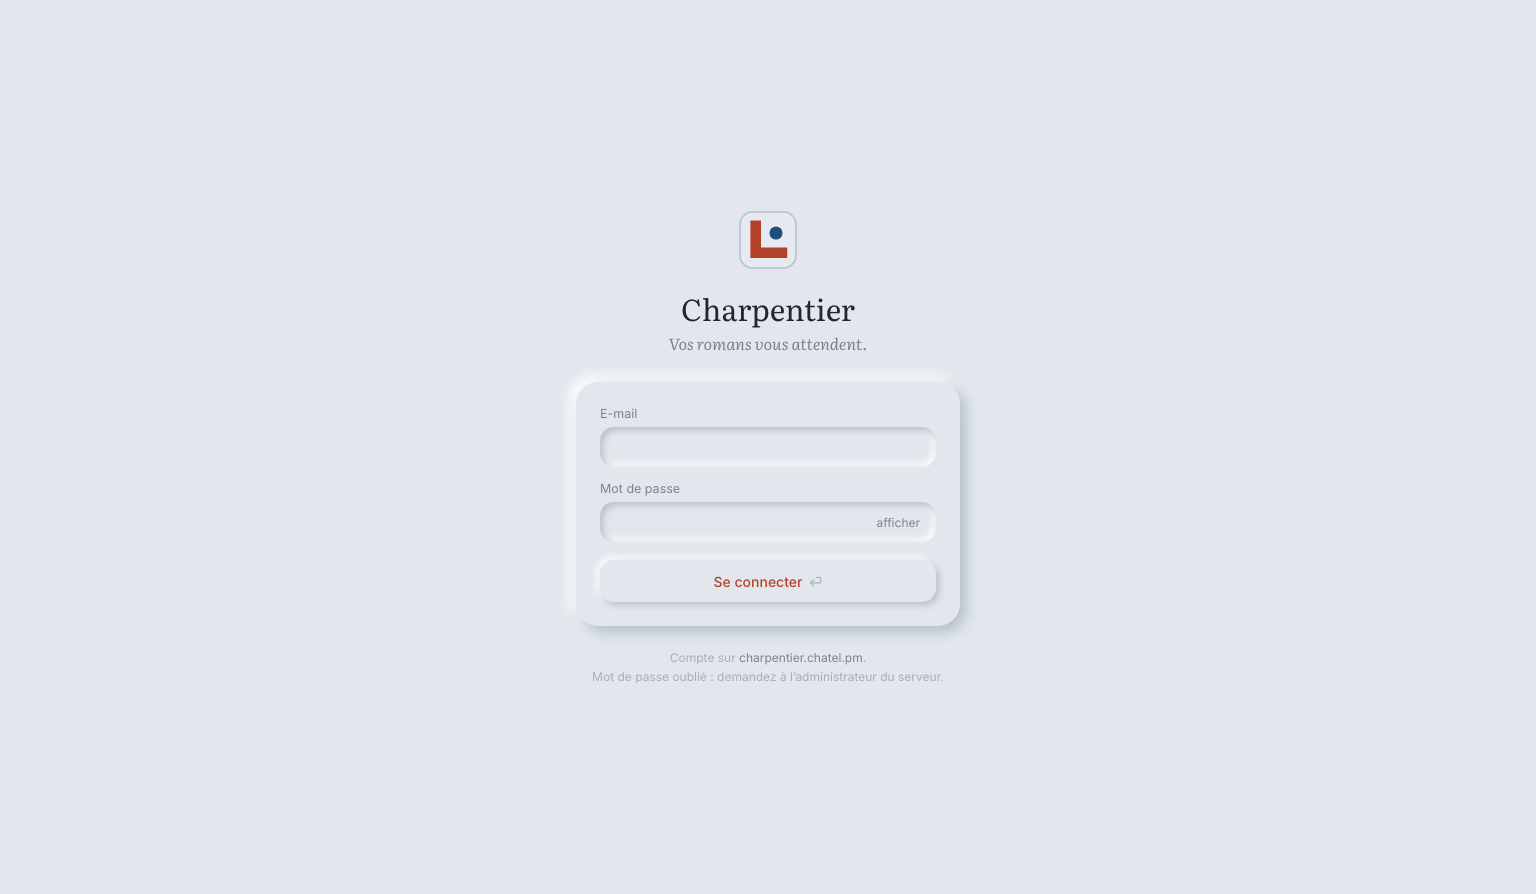 Charpentier
Vos romans vous attendent.
E-mail
Mot de passe
afficher
Se connecter
Compte sur charpentier.chatel.pm.
Mot de passe oublié : demandez à l'administrateur du serveur.